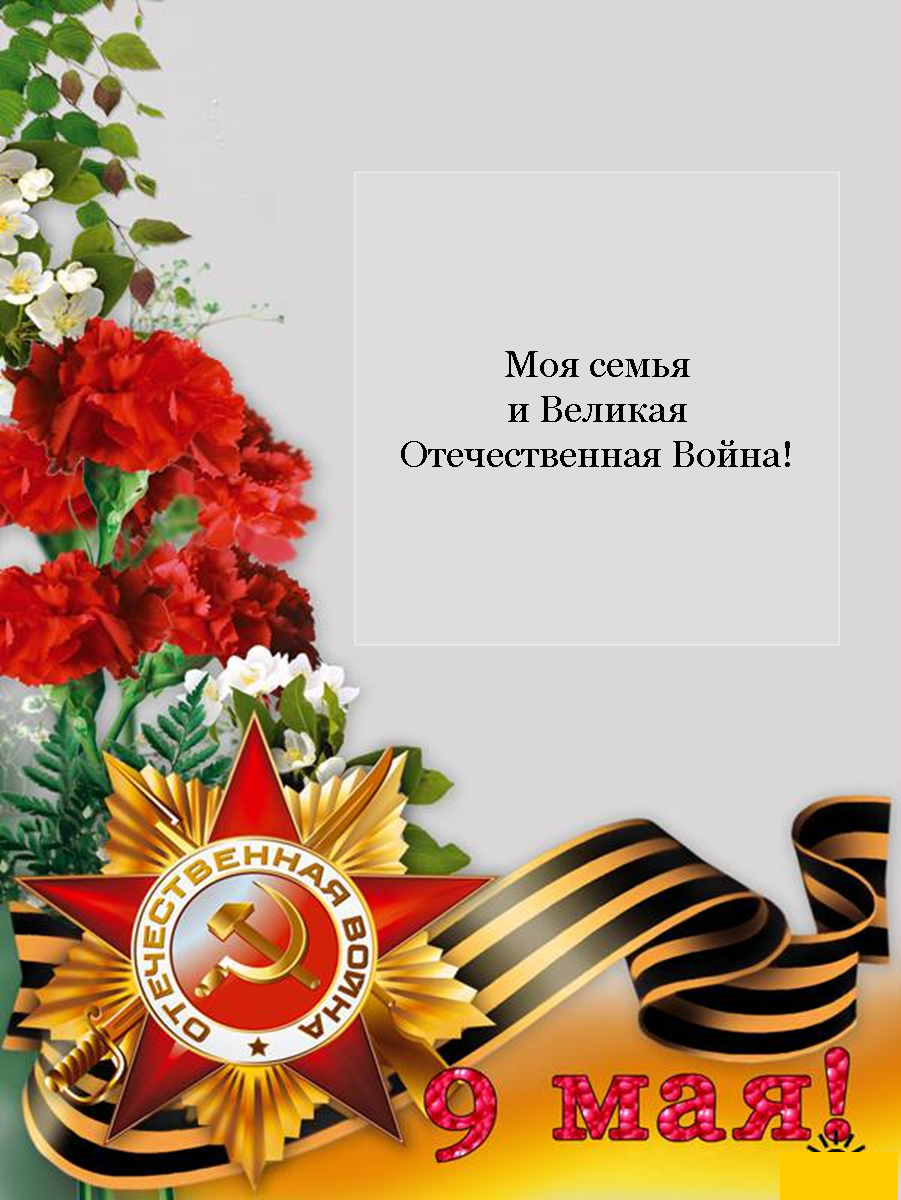 Моя семья
и Великая
Отечественная Война!
ОТЕЧЕСТВЕННАЯ ВОЙНА
9 мая!